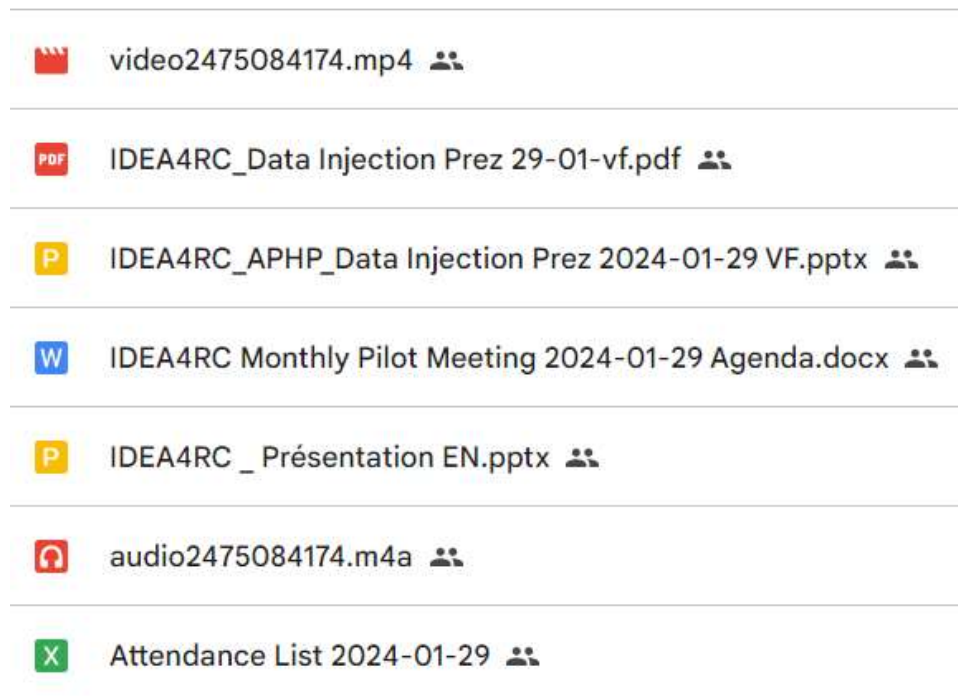 video2475084174.mp4
PDF IDEA4RC_Data Injection Prez 29-01-vf.pdf
P IDEA4RC_APHP_Data Injection Prez 2024-01-29 VF.pptx
W IDEA4RC Monthly Pilot Meeting 2024-01-29 Agenda.docx
P IDEA4RC _ Présentation EN.pptx
audio2475084174.m4a
X Attendance List 2024-01-29